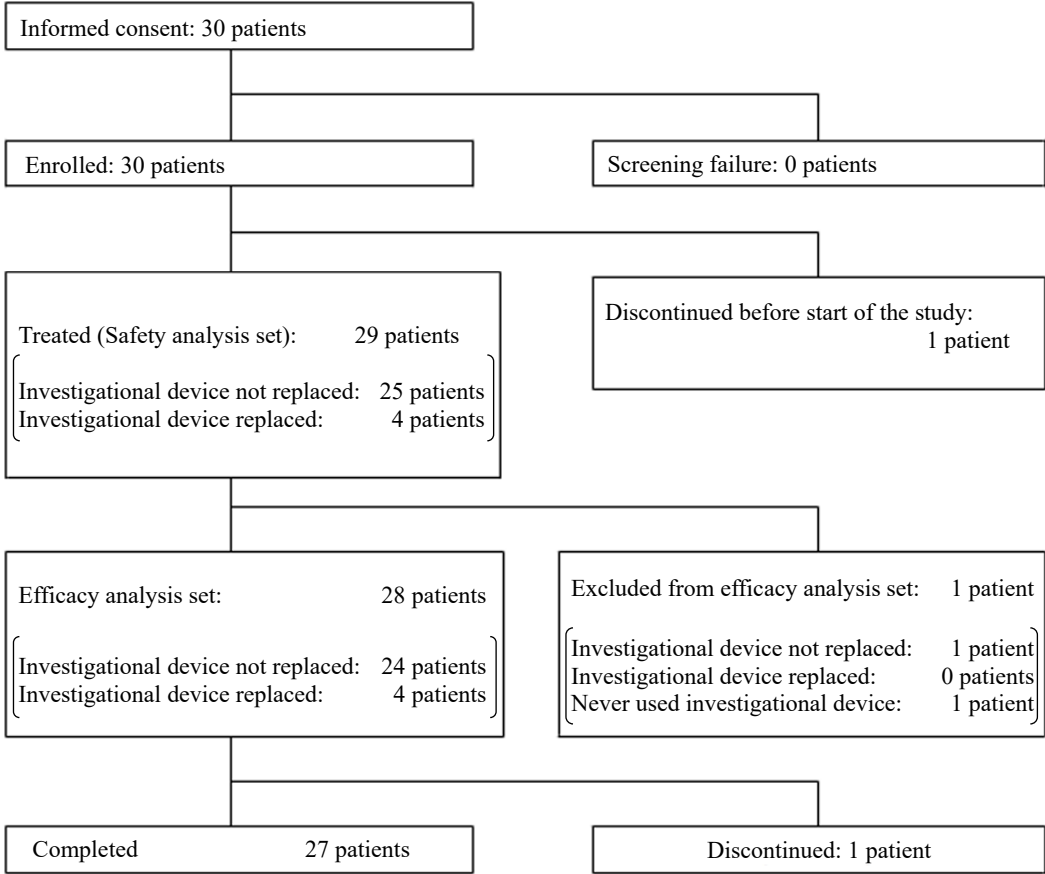 Informed consent: 30 patients
Enrolled: 30 patients
Screening failure: 0 patients
Treated (Safety analysis set): 29 patients
Investigational device not replaced: 25 patients
Investigational device replaced: 4 patients
Discontinued before start of the study:
1 patient
Efficacy analysis set: 28 patients
Investigational device not replaced: 24 patients
Investigational device replaced: 4 patients
Excluded from efficacy analysis set: 1 patient
Investigational device not replaced: 1 patient
Investigational device replaced: 0 patients
Never used investigational device: 1 patient
Completed 27 patients
Discontinued: 1 patient